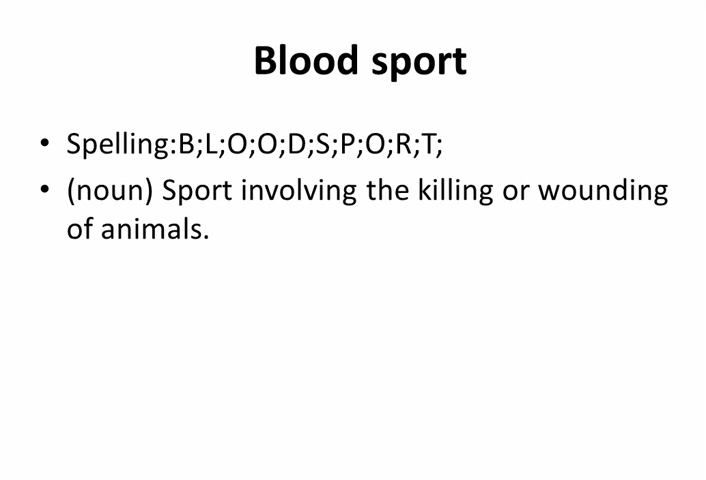 Blood sport
• Spelling:B;L;O;O;D;S;P;O;R;T;
• (noun) Sport involving the killing or wounding
of animals.